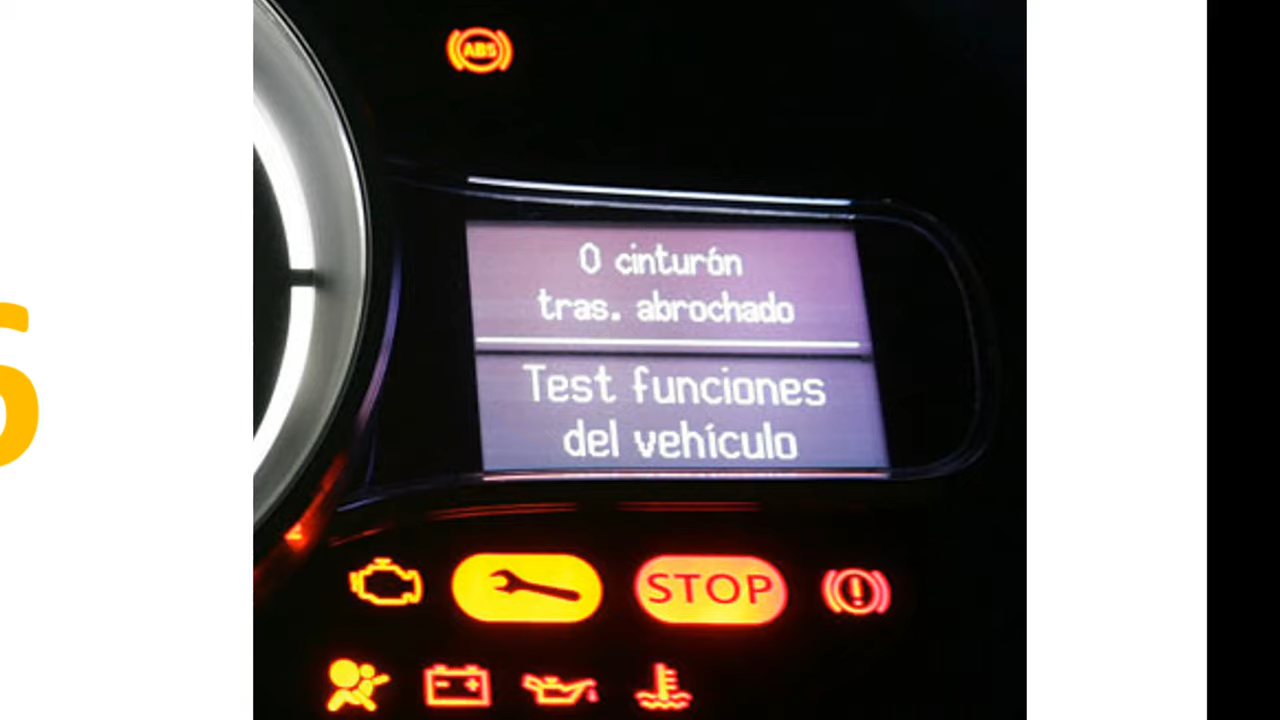 ABS
0 cinturón
tras. abrochado
Test funciones
del vehículo
STOP